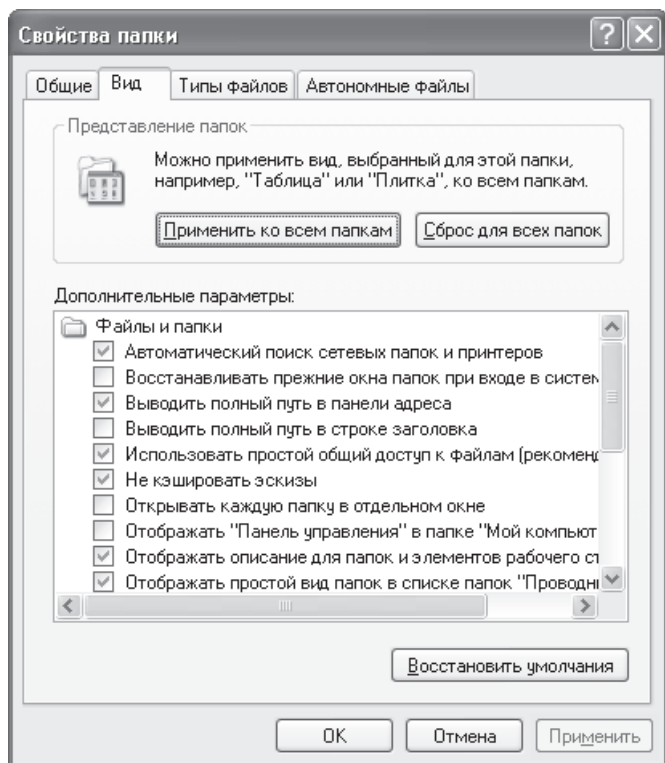 Свойства папки
Общие Вид Типы файлов Автономные файлы
Представление папок
Можно применить вид, выбранный для этой папки,
например, "Таблица" или "Плитка", ко всем папкам.
Применить ко всем папкам Сброс для всех папок
Дополнительные параметры:
Файлы и папки
Автоматический поиск сетевых папок и принтеров
Восстанавливать прежние окна папок при входе в систем
Выводить полный путь в панели адреса
Выводить полный путь в строке заголовка
Использовать простой общий доступ к файлам (рекоменд
Не кэшировать эскизы
Открывать каждую папку в отдельном окне
Отображать "Панель управления" в папке "Мой компьют
Отображать описание для папок и элементов рабочего ст
Отображать простой вид папок в списке папок "Проводни
Восстановить умолчания
ОК Отмена Применить